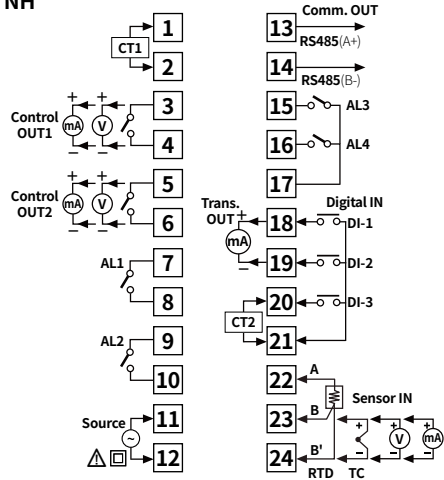 NH
1
CT1
2
3
Control
OUT1
mA
V
+
+
−
−
4
5
Control
OUT2
mA
V
+
+
−
−
6
7
AL1
8
9
AL2
10
11
Source
~
12
13
Comm. OUT
RS485(A+)
14
RS485(B-)
15
AL3
16
AL4
17
Digital IN
Trans.
OUT
+
18
DI-1
mA
−
19
DI-2
20
DI-3
CT2
21
22
A
Sensor IN
23
B
+
+
+
V
mA
−
−
−
24
B'
RTD
TC